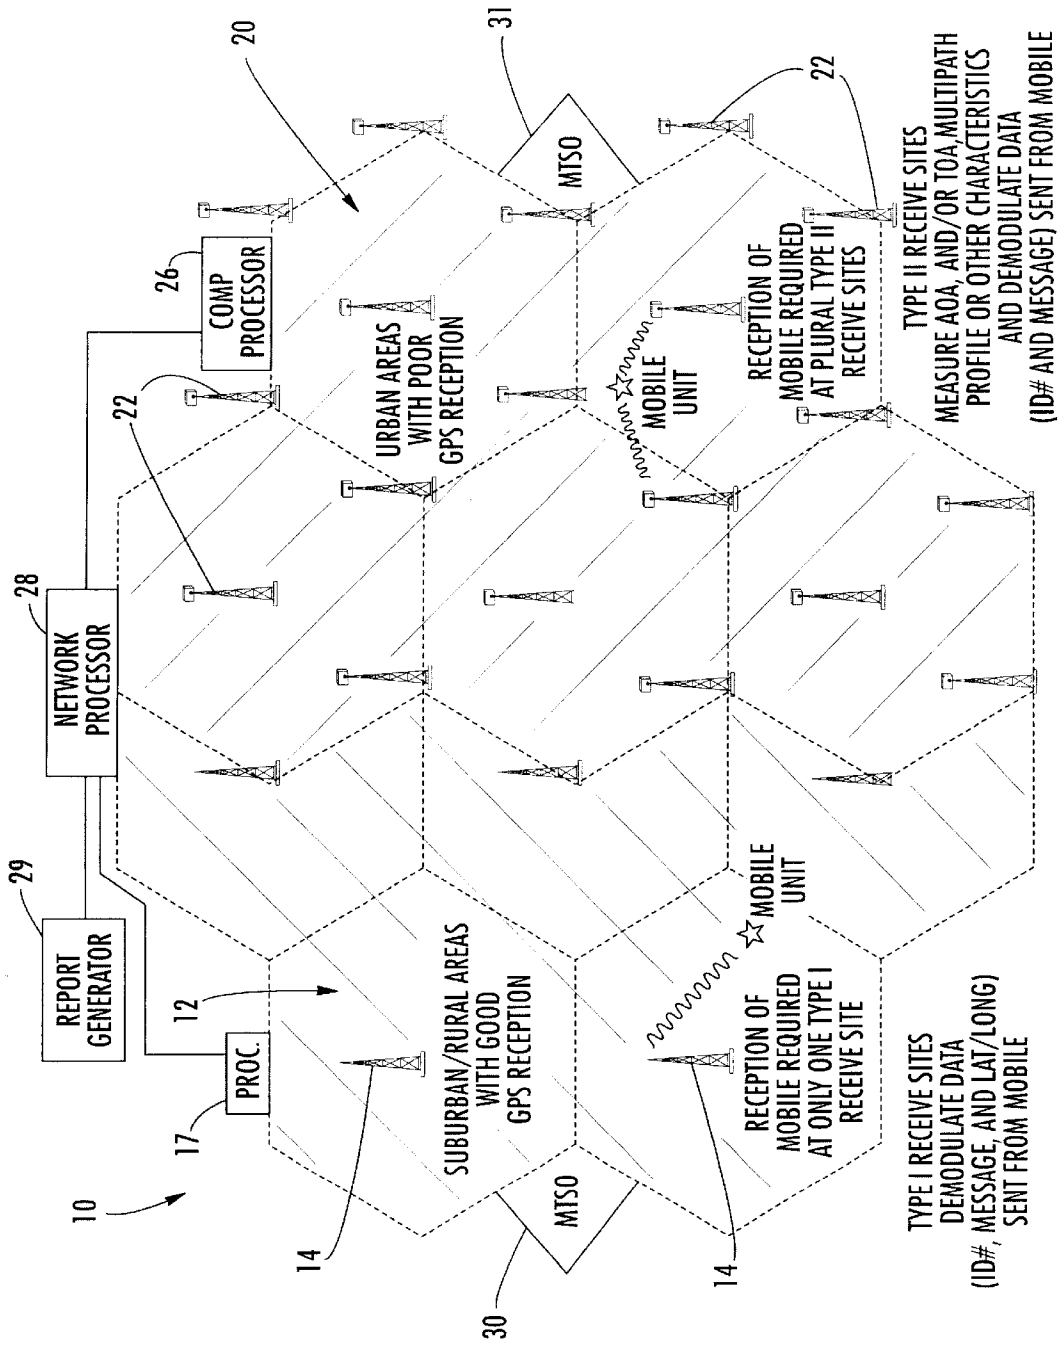 10
17
PROC.
12
29
REPORT
GENERATOR
28
NETWORK
PROCESSOR
22
26
COMP
PROCESSOR
20
14
SUBURBAN/RURAL AREAS
WITH GOOD
GPS RECEPTION
URBAN AREAS
WITH POOR
GPS RECEPTION
30
MTSO
31
MTSO
14
RECEPTION OF
MOBILE REQUIRED
AT ONLY ONE TYPE I
RECEIVE SITE
MOBILE
UNIT
MOBILE
UNIT
RECEPTION OF
MOBILE REQUIRED
AT PLURAL TYPE II
RECEIVE SITES
22
TYPE I RECEIVE SITES
DEMODULATE DATA
(ID#, MESSAGE, AND LAT/LONG)
SENT FROM MOBILE
TYPE II RECEIVE SITES
MEASURE AOA, AND/OR TOA,MULTIPATH
PROFILE OR OTHER CHARACTERISTICS
AND DEMODULATE DATA
(ID# AND MESSAGE) SENT FROM MOBILE